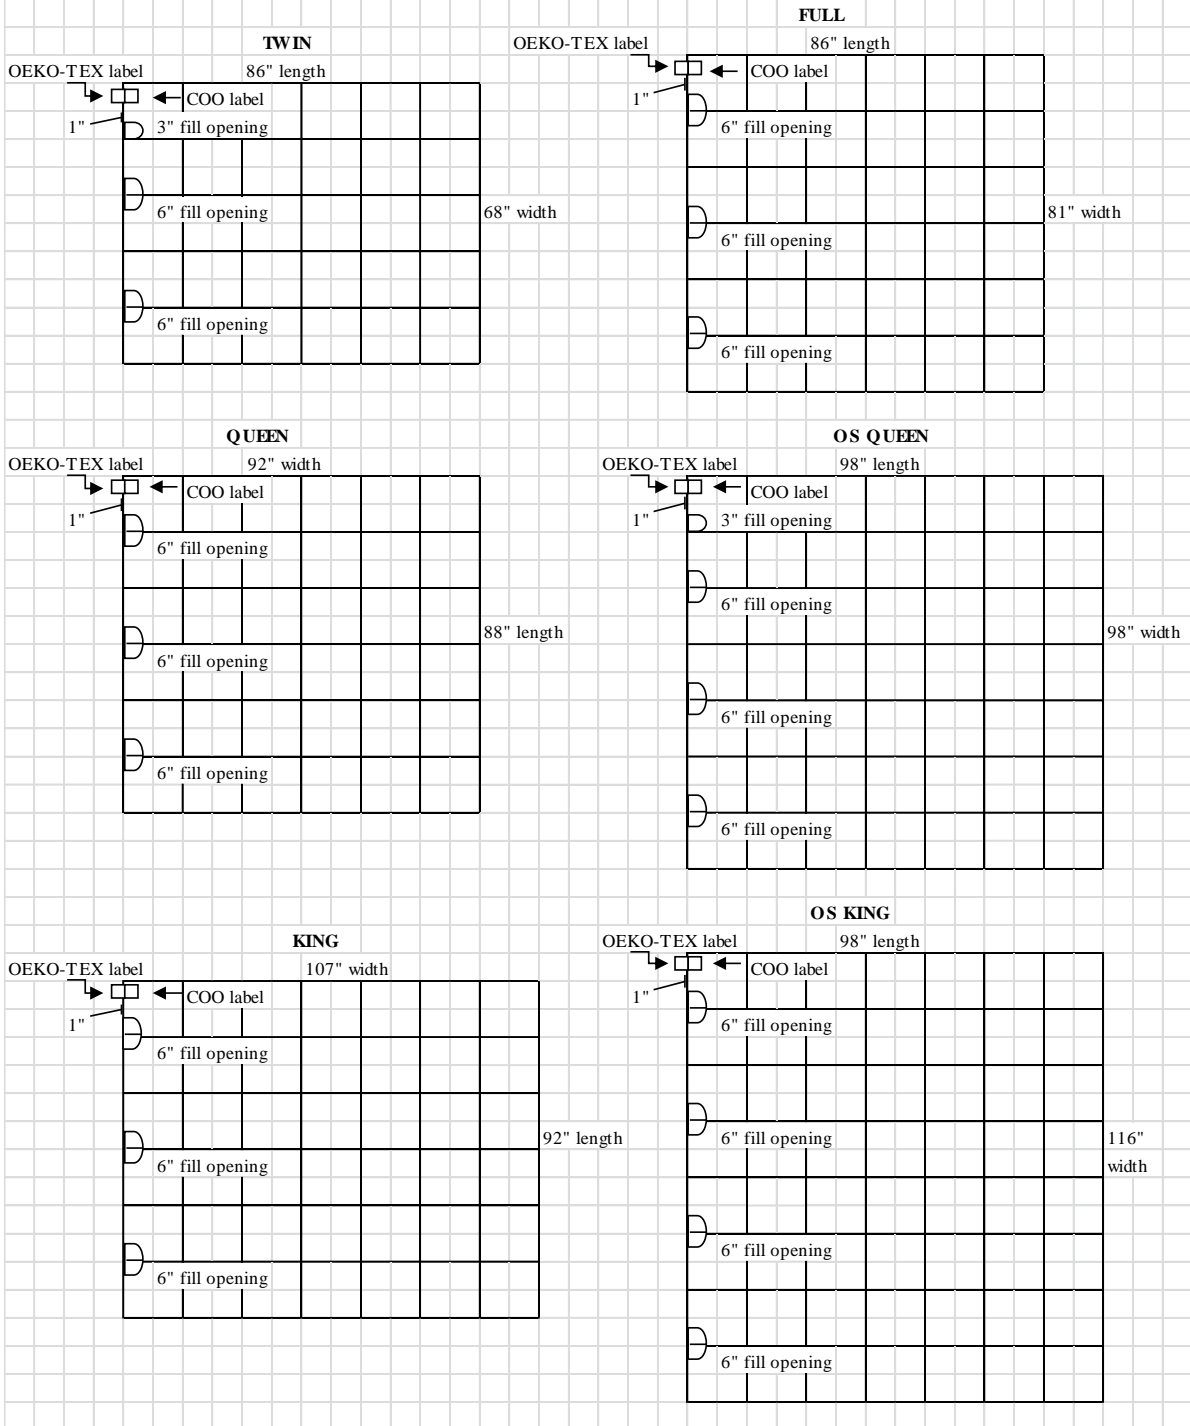 TWIN
OEKO-TEX label
86" length
COO label
1"
3" fill opening
6" fill opening
68" width
6" fill opening
FULL
OEKO-TEX label
86" length
COO label
1"
6" fill opening
81" width
6" fill opening
6" fill opening
QUEEN
OEKO-TEX label
92" width
COO label
1"
6" fill opening
88" length
6" fill opening
6" fill opening
OS QUEEN
OEKO-TEX label
98" length
COO label
1"
3" fill opening
6" fill opening
98" width
6" fill opening
6" fill opening
KING
OEKO-TEX label
107" width
COO label
1"
6" fill opening
92" length
6" fill opening
6" fill opening
OS KING
OEKO-TEX label
98" length
COO label
1"
6" fill opening
6" fill opening
116"
width
6" fill opening
6" fill opening